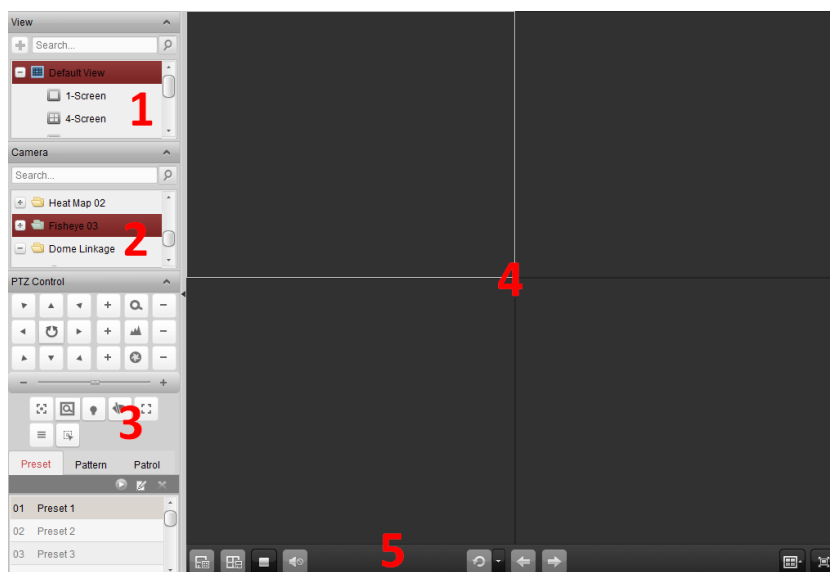 View
Search...
Default View
1-Screen
1
4-Screen
Camera
Search...
Heat Map 02
Fisheye 03
2
Dome Linkage
4
PTZ Control
3
Preset Pattern Patrol
01 Preset 1
02 Preset 2
03 Preset 3
5